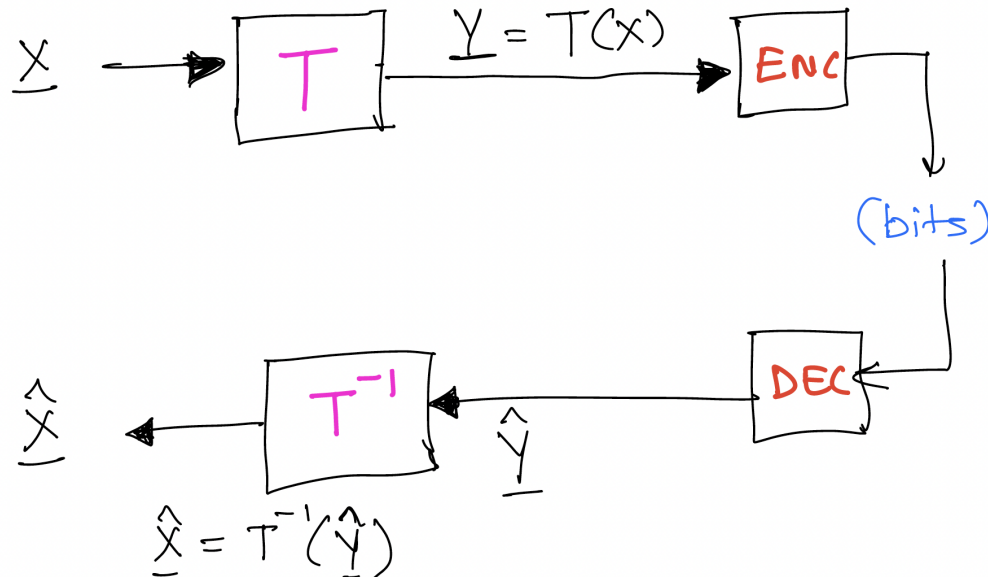 X
T
Y = T(X)
ENC
(bits)
DEC
Ŷ
T⁻¹
X̂
X̂ = T⁻¹(Ŷ)